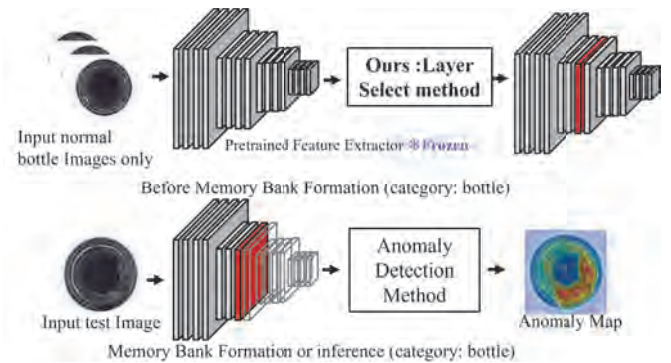 Ours :Layer
Select method
Input normal
bottle Images only
Pretrained Feature Extractor ※Frozen
Before Memory Bank Formation (category: bottle)
Anomaly
Detection
Method
Input test Image
Anomaly Map
Memory Bank Formation or inference (category: bottle)